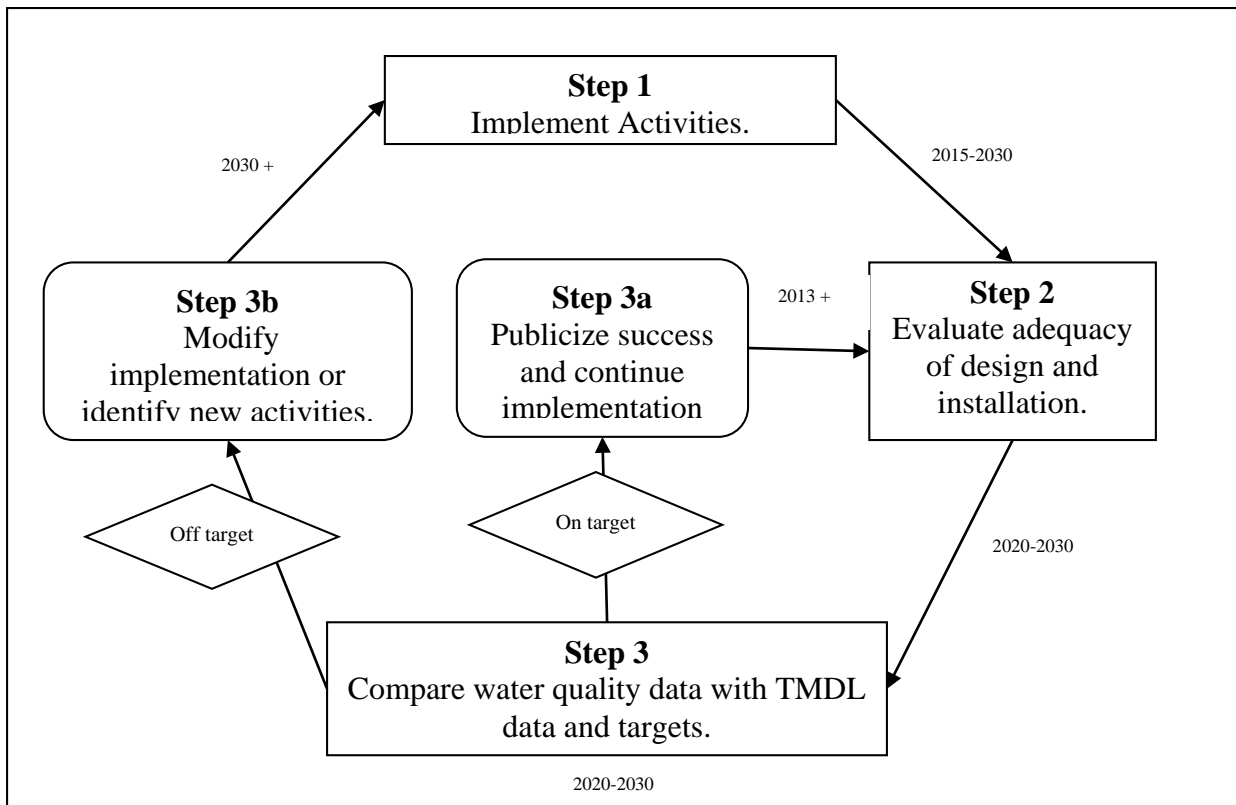 Step 1
Implement Activities.
2030 +
2015-2030
Step 3b
Modify
implementation or
identify new activities.
Step 3a
Publicize success
and continue
implementation
2013 +
Step 2
Evaluate adequacy
of design and
installation.
Off target
On target
2020-2030
Step 3
Compare water quality data with TMDL
data and targets.
2020-2030